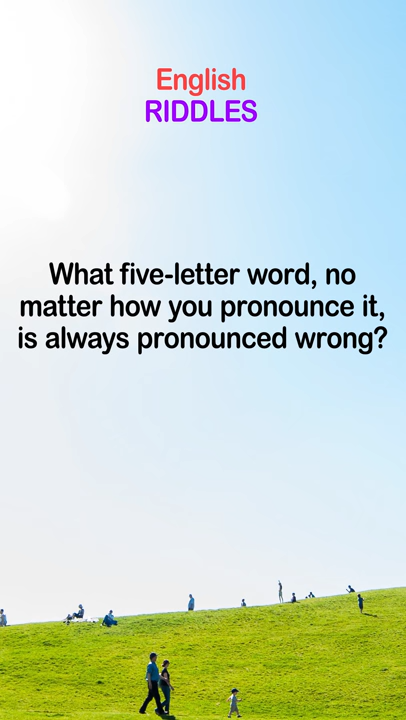 English
RIDDLES
What five-letter word, no
matter how you pronounce it,
is always pronounced wrong?